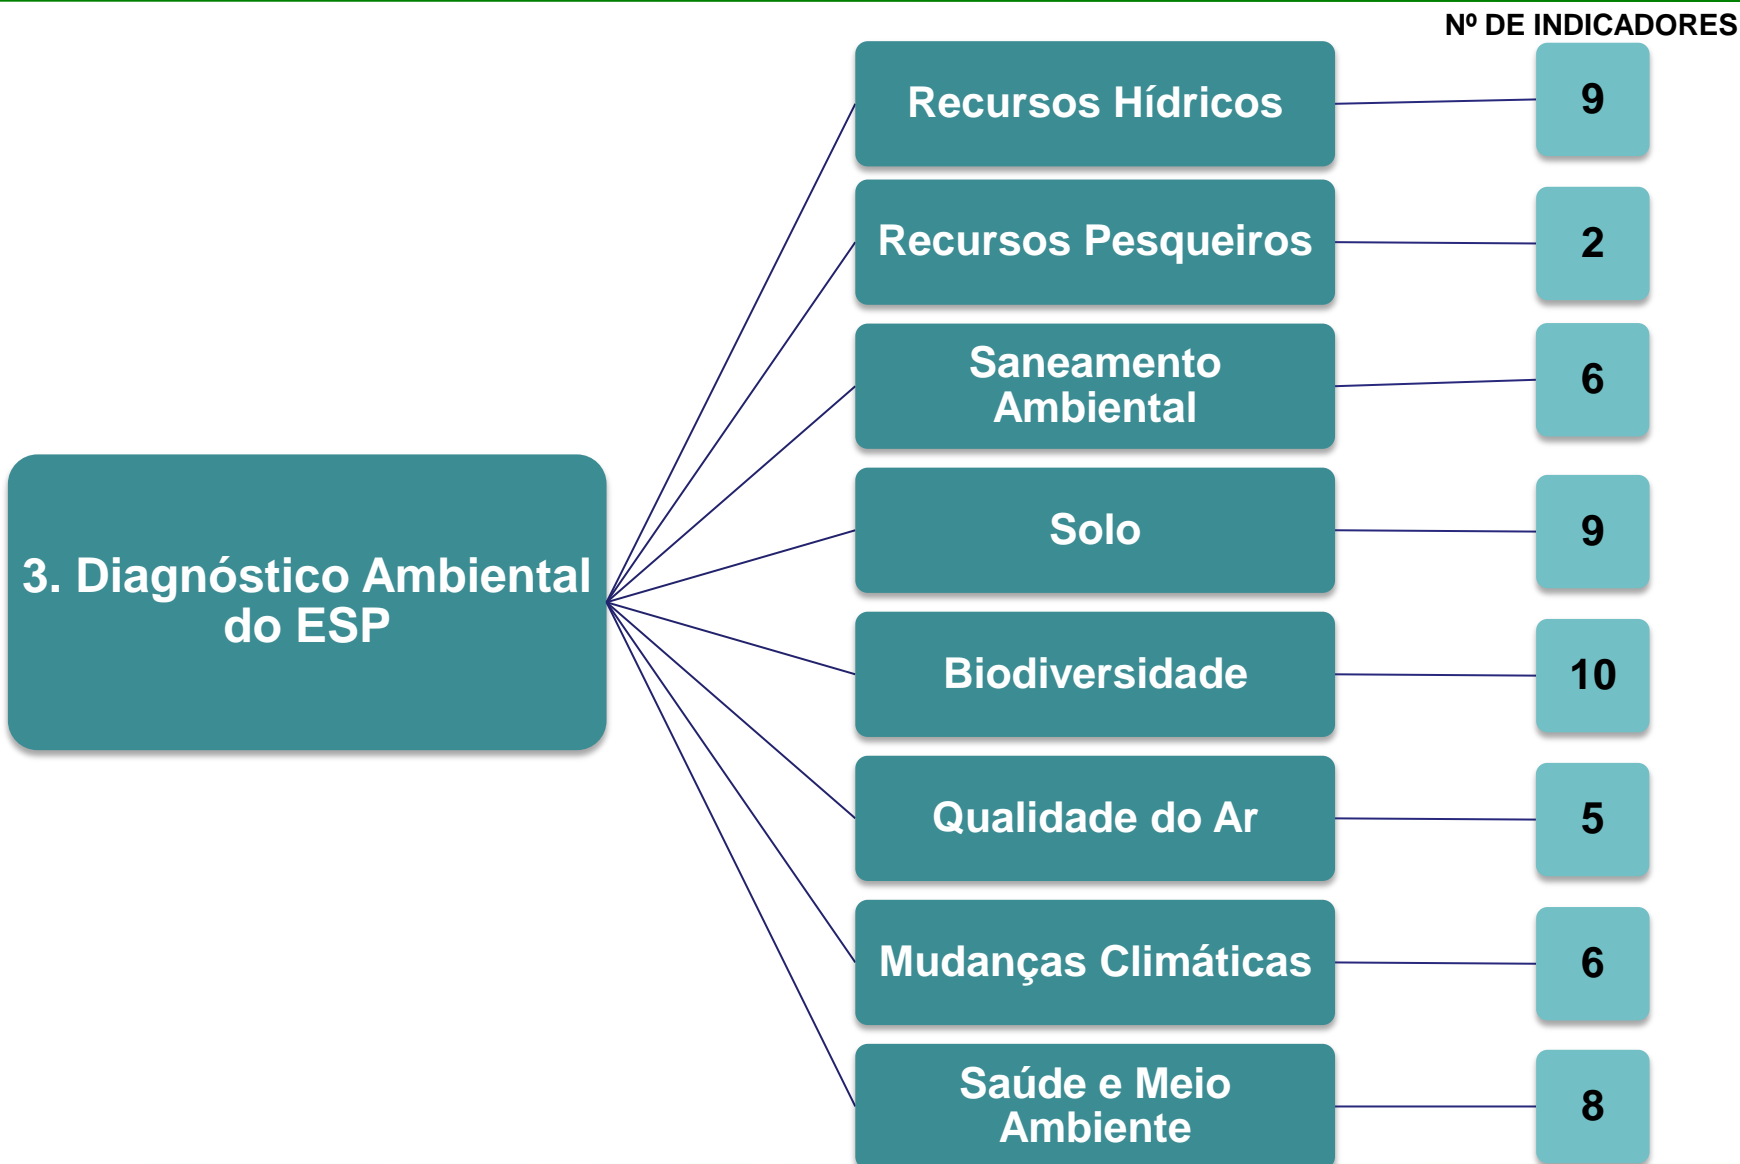 Nº DE INDICADORES
Recursos Hídricos
9
Recursos Pesqueiros
2
Saneamento
Ambiental
6
Solo
9
3. Diagnóstico Ambiental
do ESP
Biodiversidade
10
Qualidade do Ar
5
Mudanças Climáticas
6
Saúde e Meio
Ambiente
8